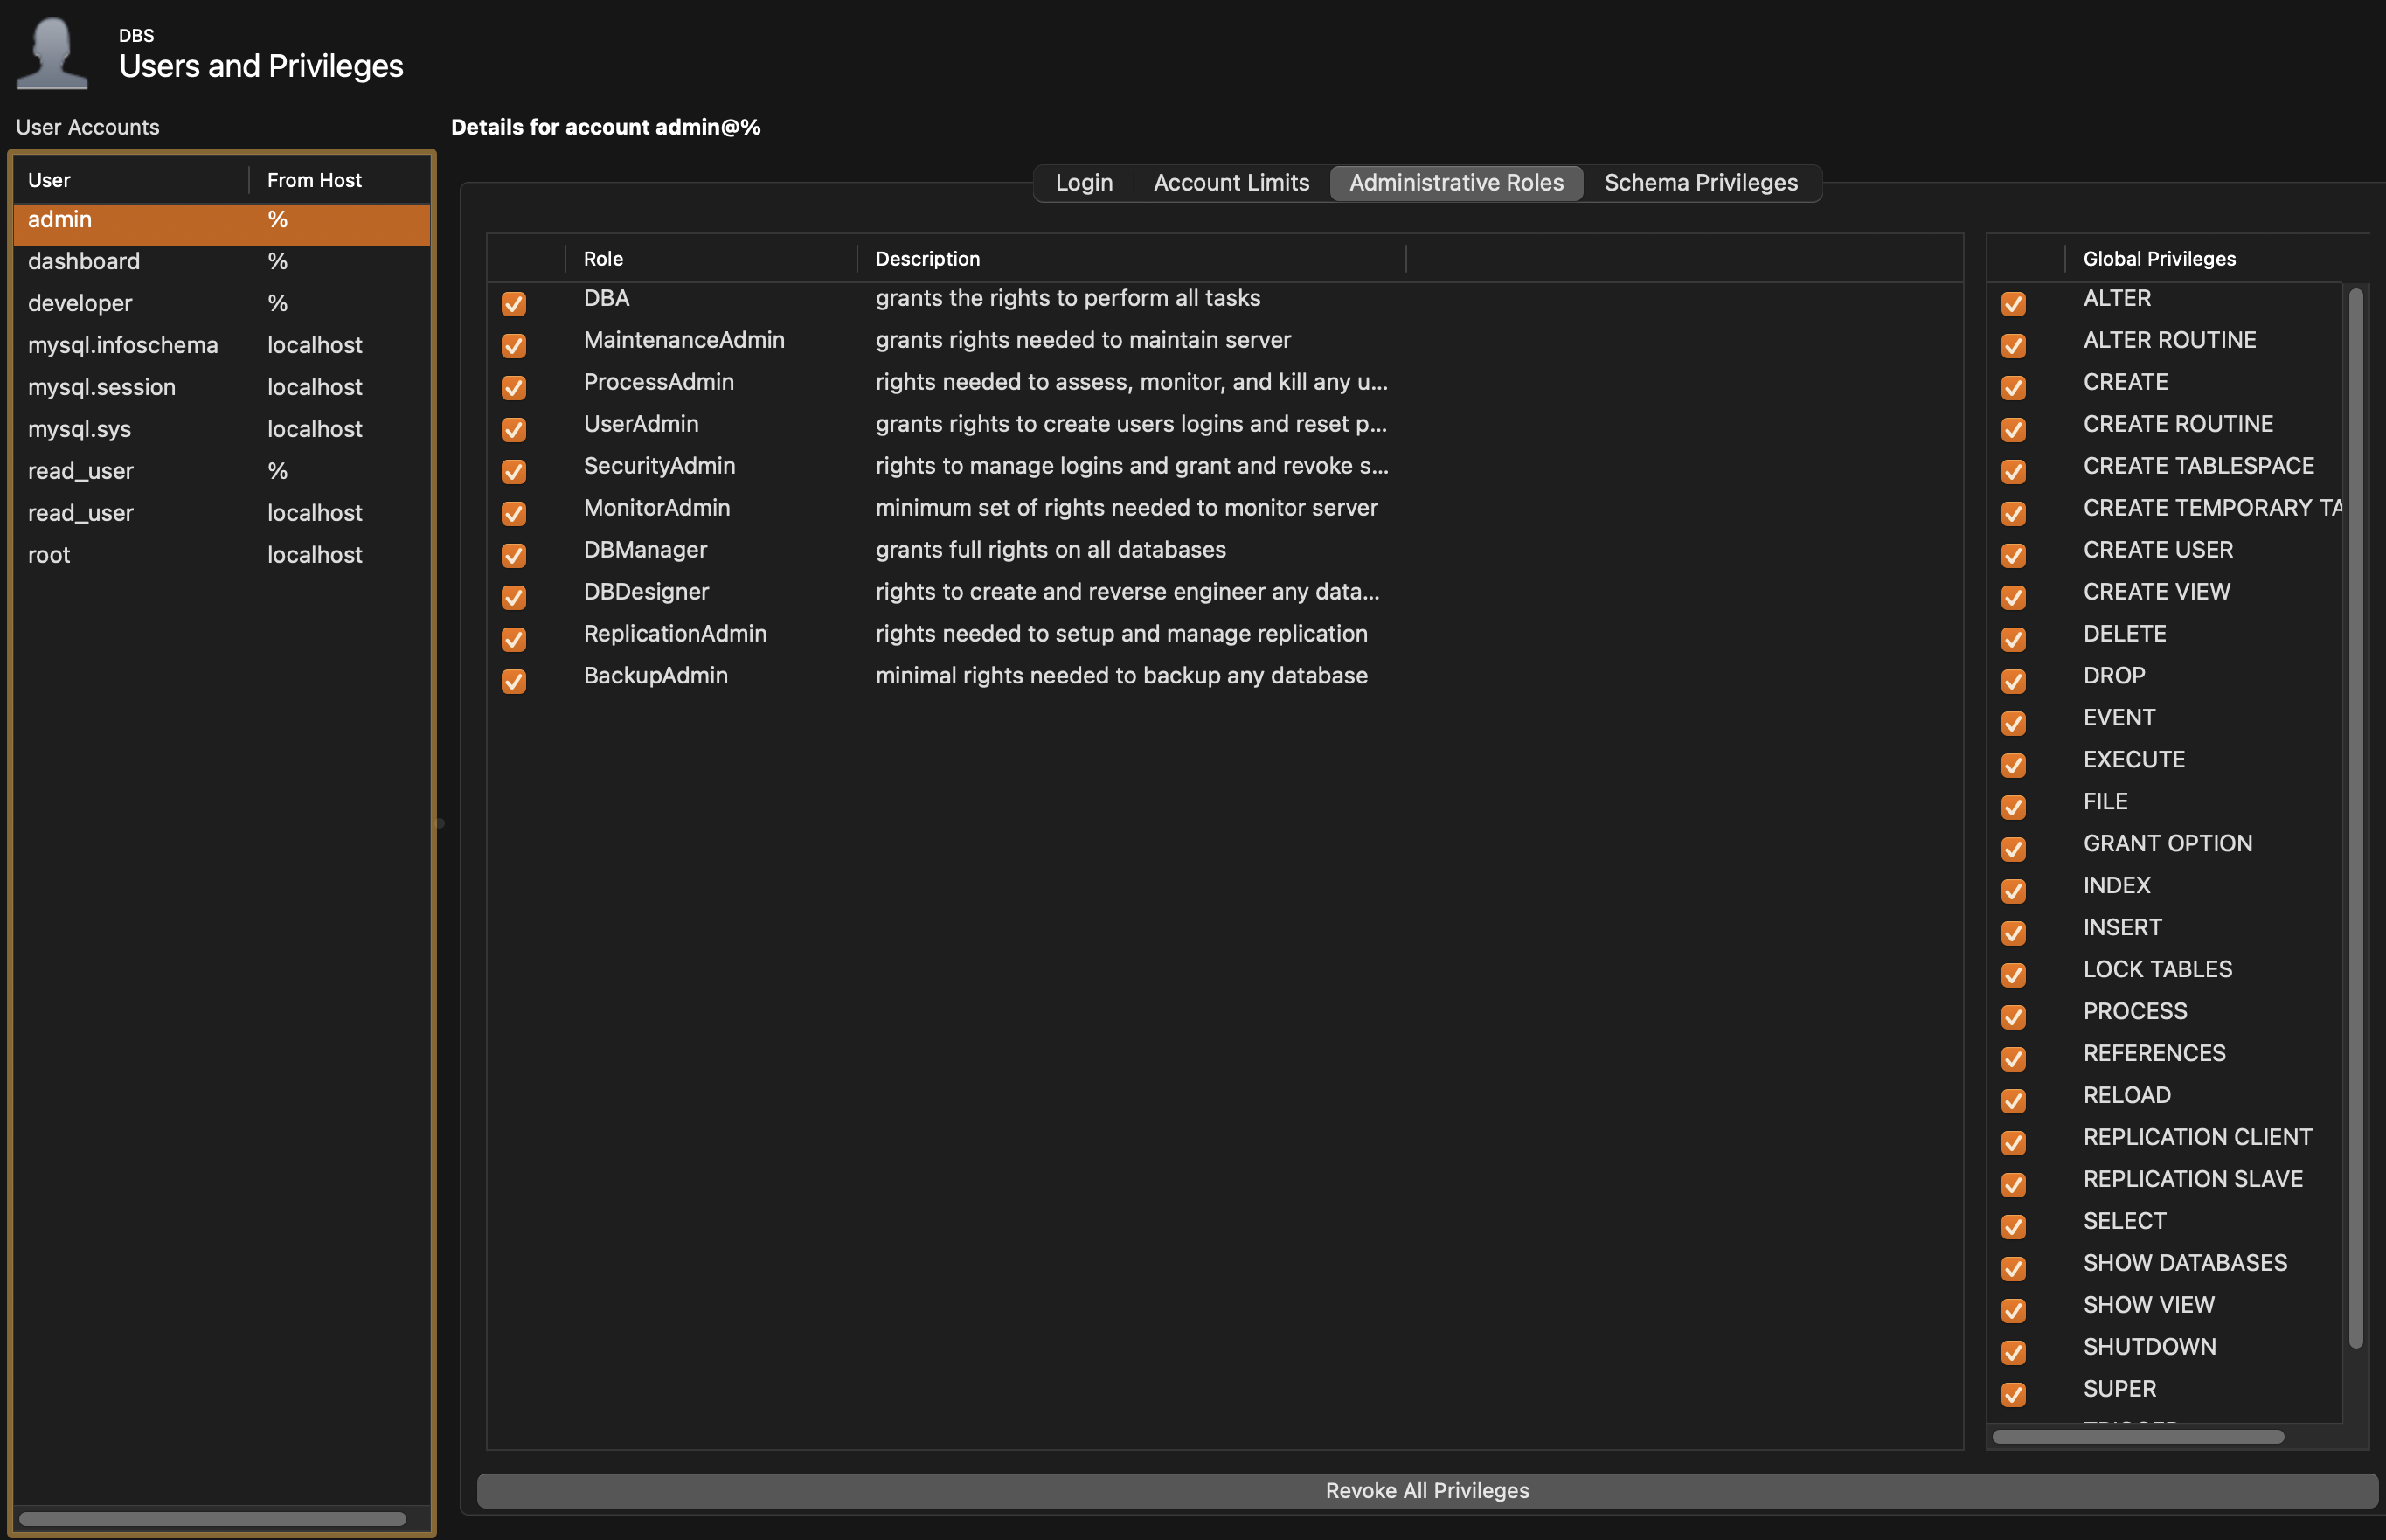 DBS
Users and Privileges
User Accounts
Details for account admin@%
User From Host
admin %
dashboard %
developer %
mysql.infoschema localhost
mysql.session localhost
mysql.sys localhost
read_user %
read_user localhost
root localhost
Login Account Limits Administrative Roles Schema Privileges
Role Description
DBA grants the rights to perform all tasks
MaintenanceAdmin grants rights needed to maintain server
ProcessAdmin rights needed to assess, monitor, and kill any u...
UserAdmin grants rights to create users logins and reset p...
SecurityAdmin rights to manage logins and grant and revoke s...
MonitorAdmin minimum set of rights needed to monitor server
DBManager grants full rights on all databases
DBDesigner rights to create and reverse engineer any data...
ReplicationAdmin rights needed to setup and manage replication
BackupAdmin minimal rights needed to backup any database
Global Privileges
ALTER
ALTER ROUTINE
CREATE
CREATE ROUTINE
CREATE TABLESPACE
CREATE TEMPORARY TA
CREATE USER
CREATE VIEW
DELETE
DROP
EVENT
EXECUTE
FILE
GRANT OPTION
INDEX
INSERT
LOCK TABLES
PROCESS
REFERENCES
RELOAD
REPLICATION CLIENT
REPLICATION SLAVE
SELECT
SHOW DATABASES
SHOW VIEW
SHUTDOWN
SUPER
Revoke All Privileges